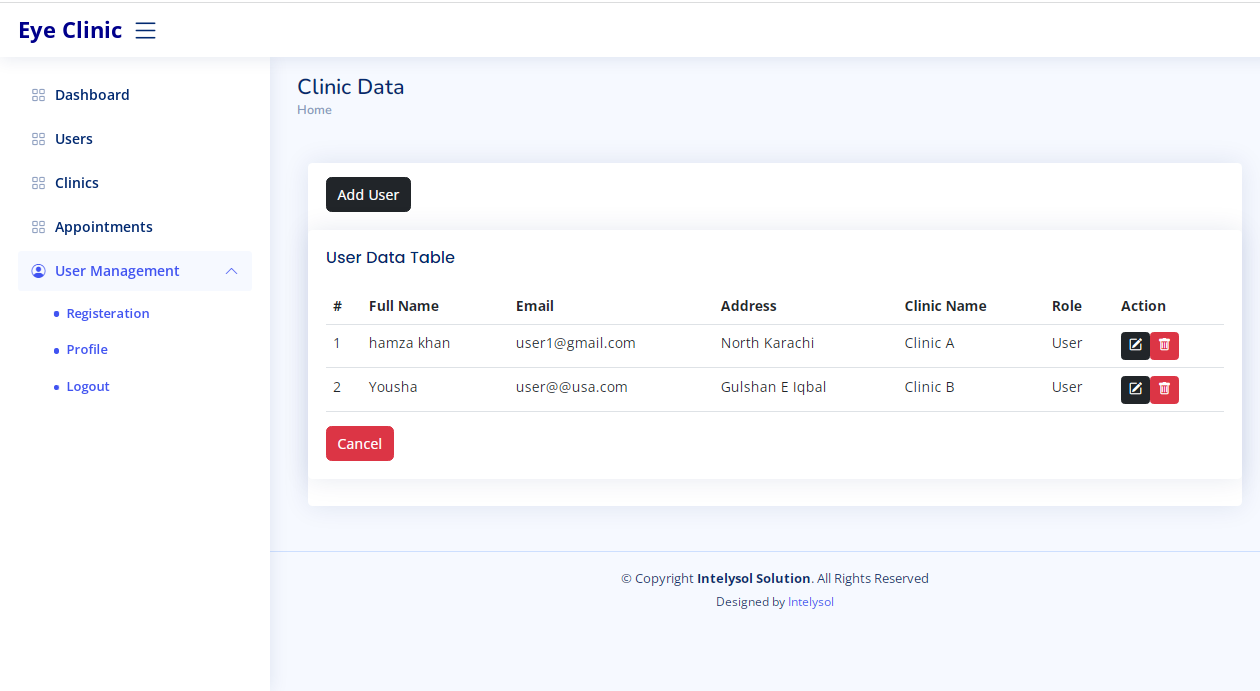 Eye Clinic
Dashboard
Users
Clinics
Appointments
User Management
Registeration
Profile
Logout
Clinic Data
Home
Add User
User Data Table
# Full Name Email Address Clinic Name Role Action
1 hamza khan user1@gmail.com North Karachi Clinic A User
2 Yousha user@@usa.com Gulshan E Iqbal Clinic B User
Cancel
© Copyright Intelysol Solution. All Rights Reserved
Designed by Intelysol